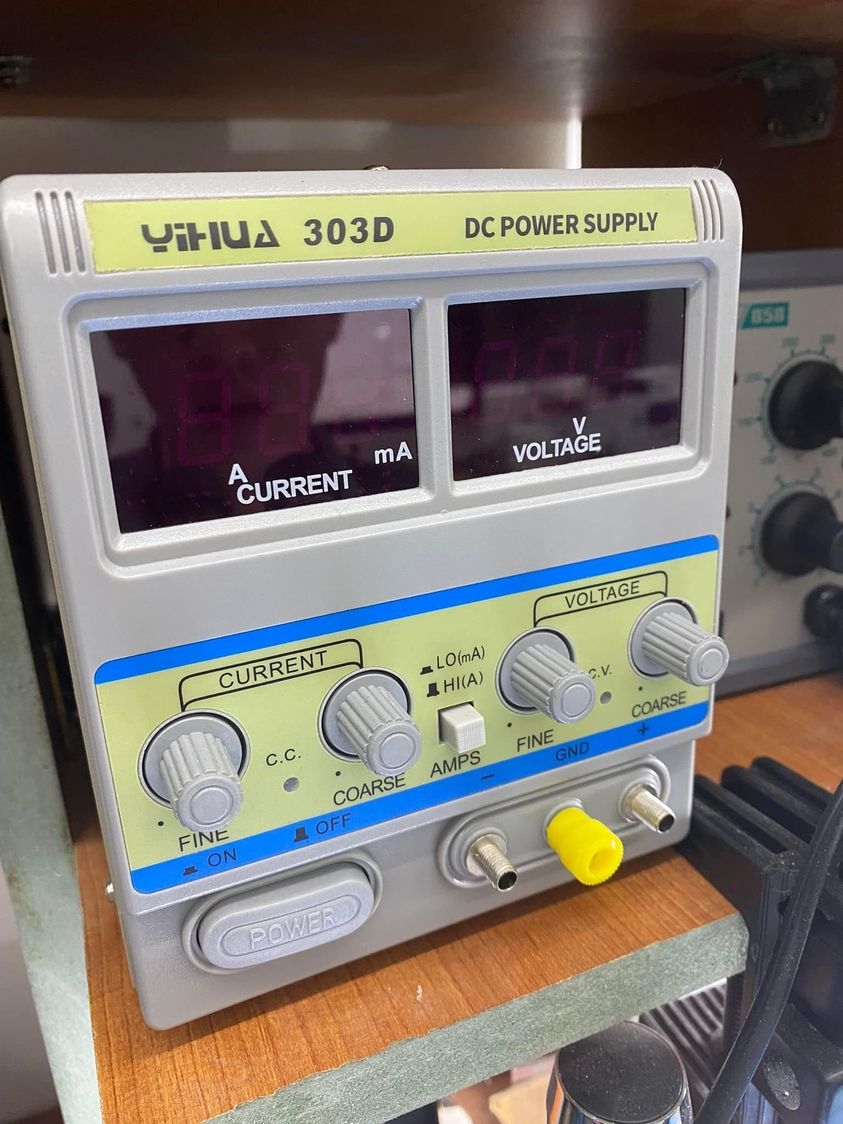 YiHUA 303D DC POWER SUPPLY
858
A
CURRENT
mA
V
VOLTAGE
CURRENT
VOLTAGE
LO(mA)
HI(A)
C.C.
C.V.
FINE
COARSE
AMPS
FINE
COARSE
ON
OFF
−
GND
+
POWER